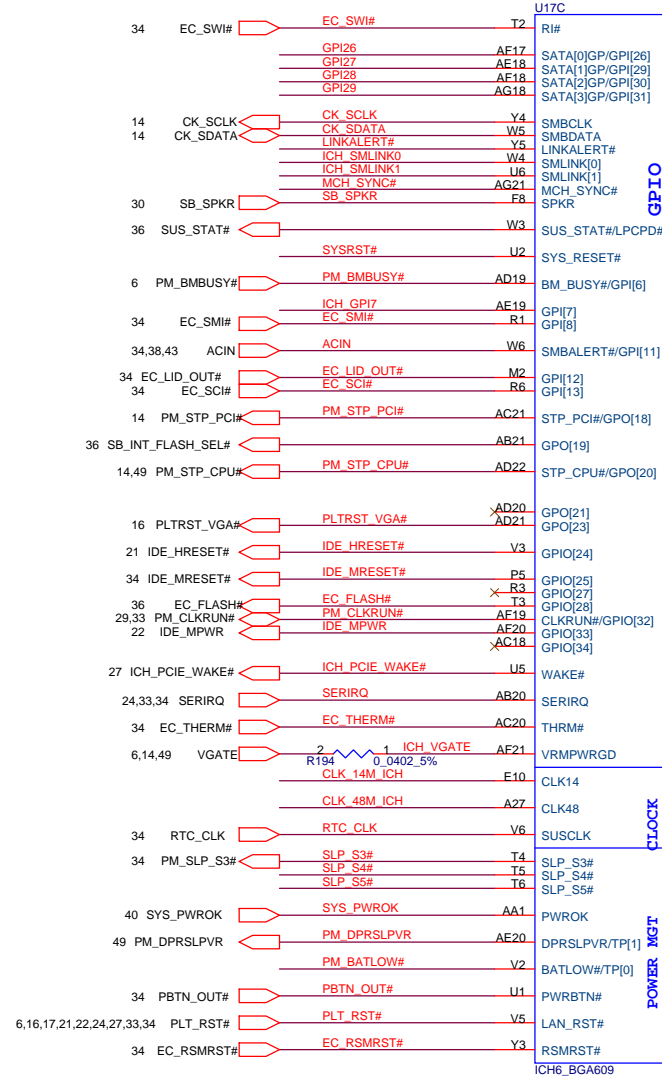 U17C
34 EC_SWI# EC_SWI# T2 RI#
GPI26 AF17 SATA[0]GP/GPI[26]
GPI27 AE18 SATA[1]GP/GPI[29]
GPI28 AF18 SATA[2]GP/GPI[30]
GPI29 AG18 SATA[3]GP/GPI[31]
14 CK_SCLK CK_SCLK Y4 SMBCLK
14 CK_SDATA CK_SDATA W5 SMBDATA
LINKALERT# Y5 LINKALERT#
ICH_SMLINK0 W4 SMLINK[0]
ICH_SMLINK1 U6 SMLINK[1]
MCH_SYNC# AG21 MCH_SYNC#
30 SB_SPKR SB_SPKR F8 SPKR
GPIO
36 SUS_STAT# W3 SUS_STAT#/LPCPD#
SYSRST# U2 SYS_RESET#
6 PM_BMBUSY# PM_BMBUSY# AD19 BM_BUSY#/GPI[6]
ICH_GPI7 AE19 GPI[7]
34 EC_SMI# EC_SMI# R1 GPI[8]
34,38,43 ACIN ACIN W6 SMBALERT#/GPI[11]
34 EC_LID_OUT# EC_LID_OUT# M2 GPI[12]
34 EC_SCI# EC_SCI# R6 GPI[13]
14 PM_STP_PCI# PM_STP_PCI# AC21 STP_PCI#/GPO[18]
36 SB_INT_FLASH_SEL# AB21 GPO[19]
14,49 PM_STP_CPU# PM_STP_CPU# AD22 STP_CPU#/GPO[20]
AD20 GPO[21]
16 PLTRST_VGA# PLTRST_VGA# AD21 GPO[23]
21 IDE_HRESET# IDE_HRESET# V3 GPIO[24]
34 IDE_MRESET# IDE_MRESET# P5 GPIO[25]
R3 GPIO[27]
36 EC_FLASH# EC_FLASH# T3 GPIO[28]
29,33 PM_CLKRUN# PM_CLKRUN# AF19 CLKRUN#/GPIO[32]
22 IDE_MPWR IDE_MPWR AF20 GPIO[33]
AC18 GPIO[34]
27 ICH_PCIE_WAKE# ICH_PCIE_WAKE# U5 WAKE#
24,33,34 SERIRQ SERIRQ AB20 SERIRQ
34 EC_THERM# EC_THERM# AC20 THRM#
6,14,49 VGATE 2 1 ICH_VGATE AF21 VRMPWRGD
R194 0_0402_5%
CLK_14M_ICH E10 CLK14
CLK_48M_ICH A27 CLK48
CLOCK
34 RTC_CLK RTC_CLK V6 SUSCLK
34 PM_SLP_S3# SLP_S3# T4 SLP_S3#
SLP_S4# T5 SLP_S4#
SLP_S5# T6 SLP_S5#
40 SYS_PWROK SYS_PWROK AA1 PWROK
49 PM_DPRSLPVR PM_DPRSLPVR AE20 DPRSLPVR/TP[1]
PM_BATLOW# V2 BATLOW#/TP[0]
POWER MGT
34 PBTN_OUT# PBTN_OUT# U1 PWRBTN#
6,16,17,21,22,24,27,33,34 PLT_RST# PLT_RST# V5 LAN_RST#
34 EC_RSMRST# EC_RSMRST# Y3 RSMRST#
ICH6_BGA609